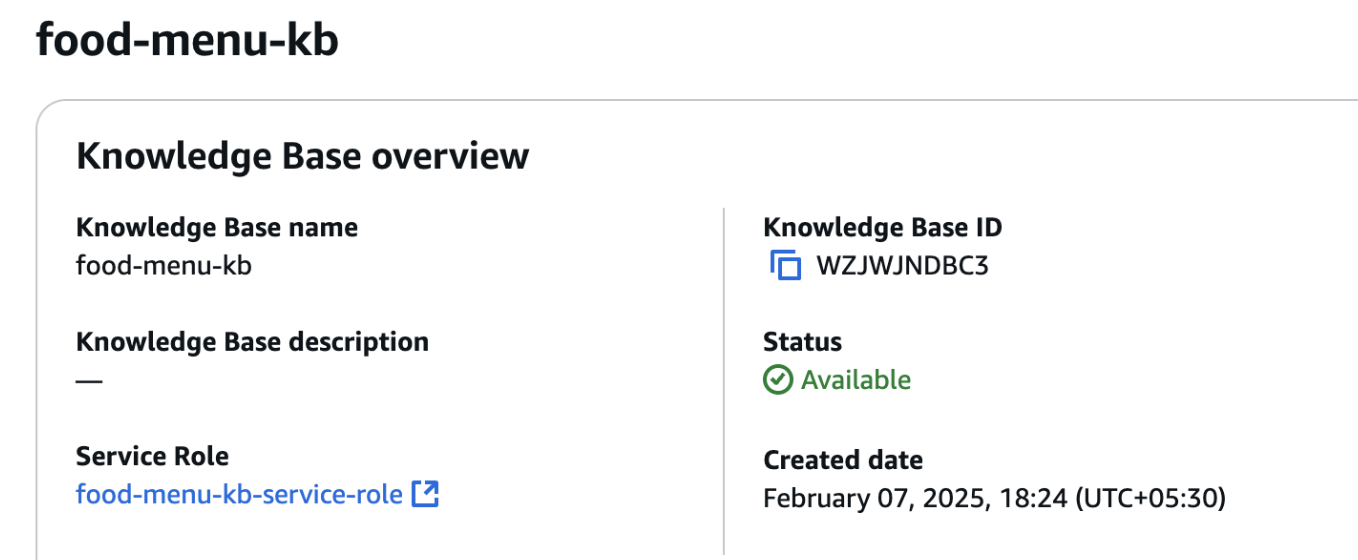 food-menu-kb
Knowledge Base overview
Knowledge Base name
food-menu-kb
Knowledge Base description
—
Service Role
food-menu-kb-service-role
Knowledge Base ID
WZJWJNDBC3
Status
Available
Created date
February 07, 2025, 18:24 (UTC+05:30)